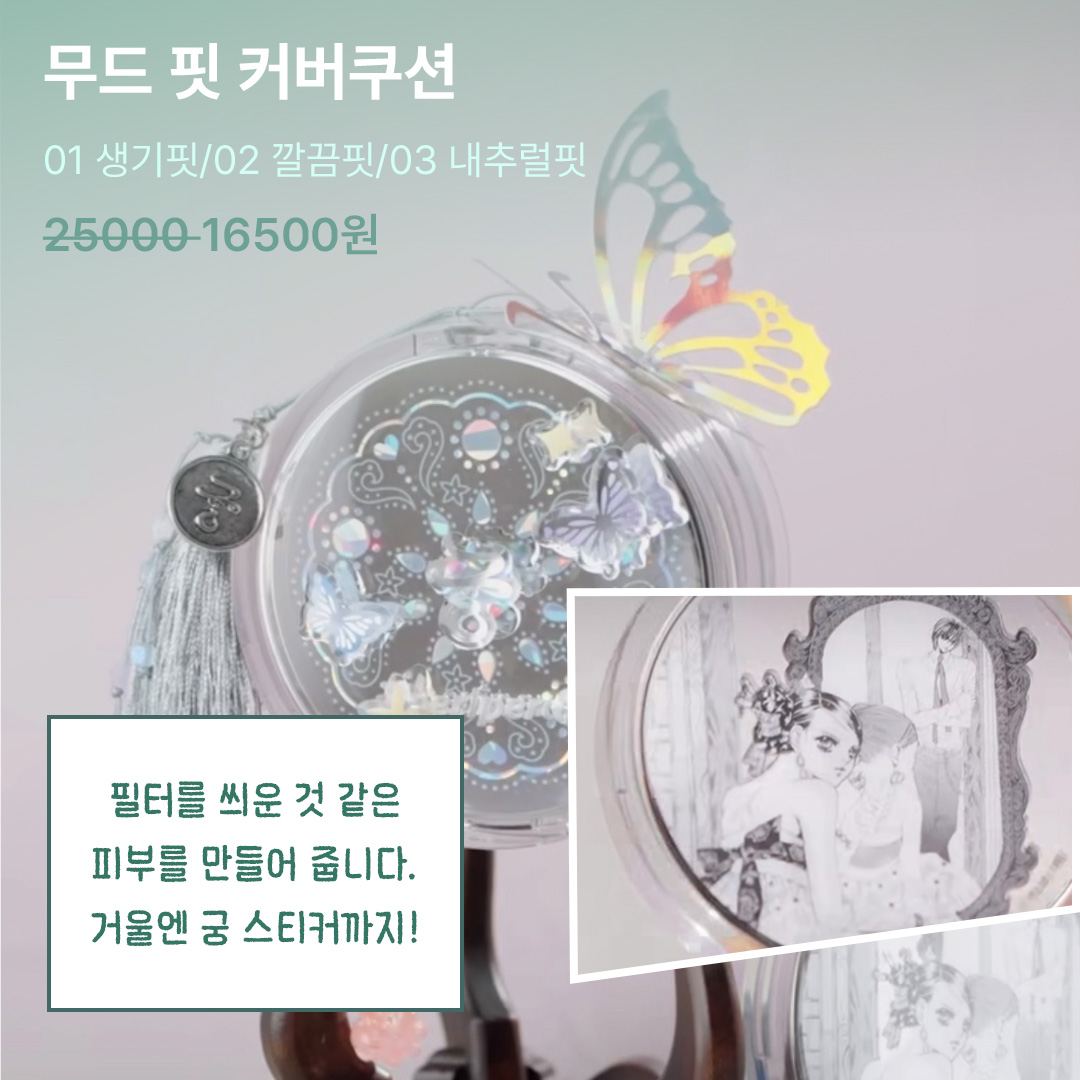 무드 핏 커버쿠션
01 생기핏/02 깔끔핏/03 내추럴핏
25000 16500원
필터를 씌운 것 같은
피부를 만들어 줍니다.
거울엔 궁 스티커까지!